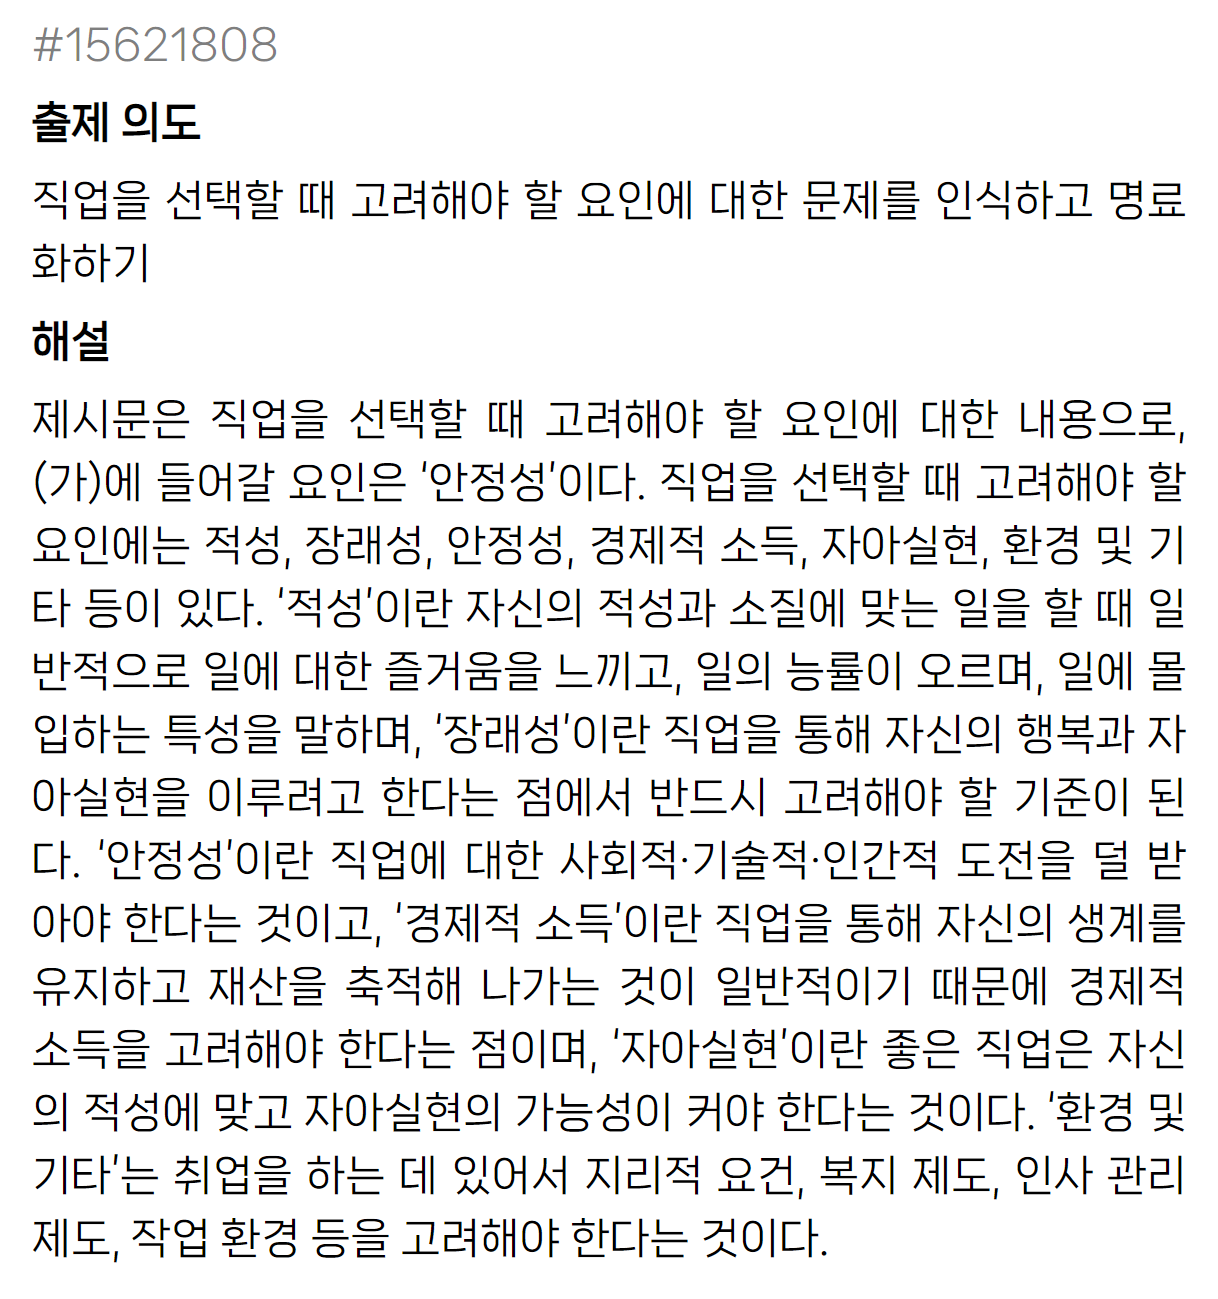 #15621808
출제 의도
직업을 선택할 때 고려해야 할 요인에 대한 문제를 인식하고 명료
화하기
해설
제시문은 직업을 선택할 때 고려해야 할 요인에 대한 내용으로,
(가)에 들어갈 요인은 '안정성'이다. 직업을 선택할 때 고려해야 할
요인에는 적성, 장래성, 안정성, 경제적 소득, 자아실현, 환경 및 기
타 등이 있다. '적성'이란 자신의 적성과 소질에 맞는 일을 할 때 일
반적으로 일에 대한 즐거움을 느끼고, 일의 능률이 오르며, 일에 몰
입하는 특성을 말하며, '장래성'이란 직업을 통해 자신의 행복과 자
아실현을 이루려고 한다는 점에서 반드시 고려해야 할 기준이 된
다. '안정성'이란 직업에 대한 사회적·기술적·인간적 도전을 덜 받
아야 한다는 것이고, '경제적 소득'이란 직업을 통해 자신의 생계를
유지하고 재산을 축적해 나가는 것이 일반적이기 때문에 경제적
소득을 고려해야 한다는 점이며, '자아실현'이란 좋은 직업은 자신
의 적성에 맞고 자아실현의 가능성이 커야 한다는 것이다. '환경 및
기타'는 취업을 하는 데 있어서 지리적 요건, 복지 제도, 인사 관리
제도, 작업 환경 등을 고려해야 한다는 것이다.